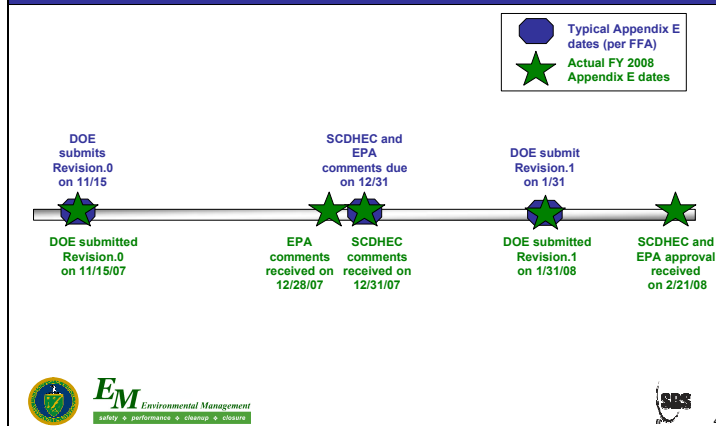 Typical Appendix E
dates (per FFA)
Actual FY 2008
Appendix E dates
DOE
submits
Revision.0
on 11/15
SCDHEC and
EPA
comments due
on 12/31
DOE submit
Revision.1
on 1/31
DOE submitted
Revision.0
on 11/15/07
EPA
comments
received on
12/28/07
SCDHEC
comments
received on
12/31/07
DOE submitted
Revision.1
on 1/31/08
SCDHEC and
EPA approval
received
on 2/21/08
EM Environmental Management
safety ❖ performance ❖ cleanup ❖ closure
SRS